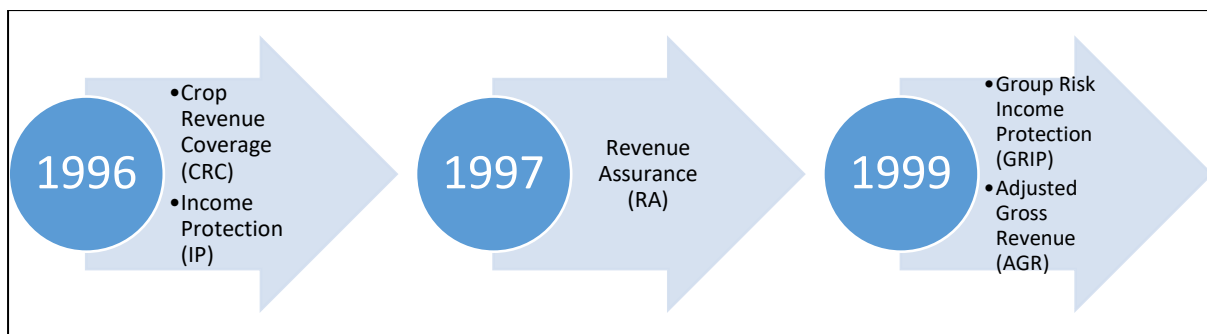 1996
•Crop
Revenue
Coverage
(CRC)
•Income
Protection
(IP)
1997
Revenue
Assurance
(RA)
1999
•Group Risk
Income
Protection
(GRIP)
•Adjusted
Gross
Revenue
(AGR)